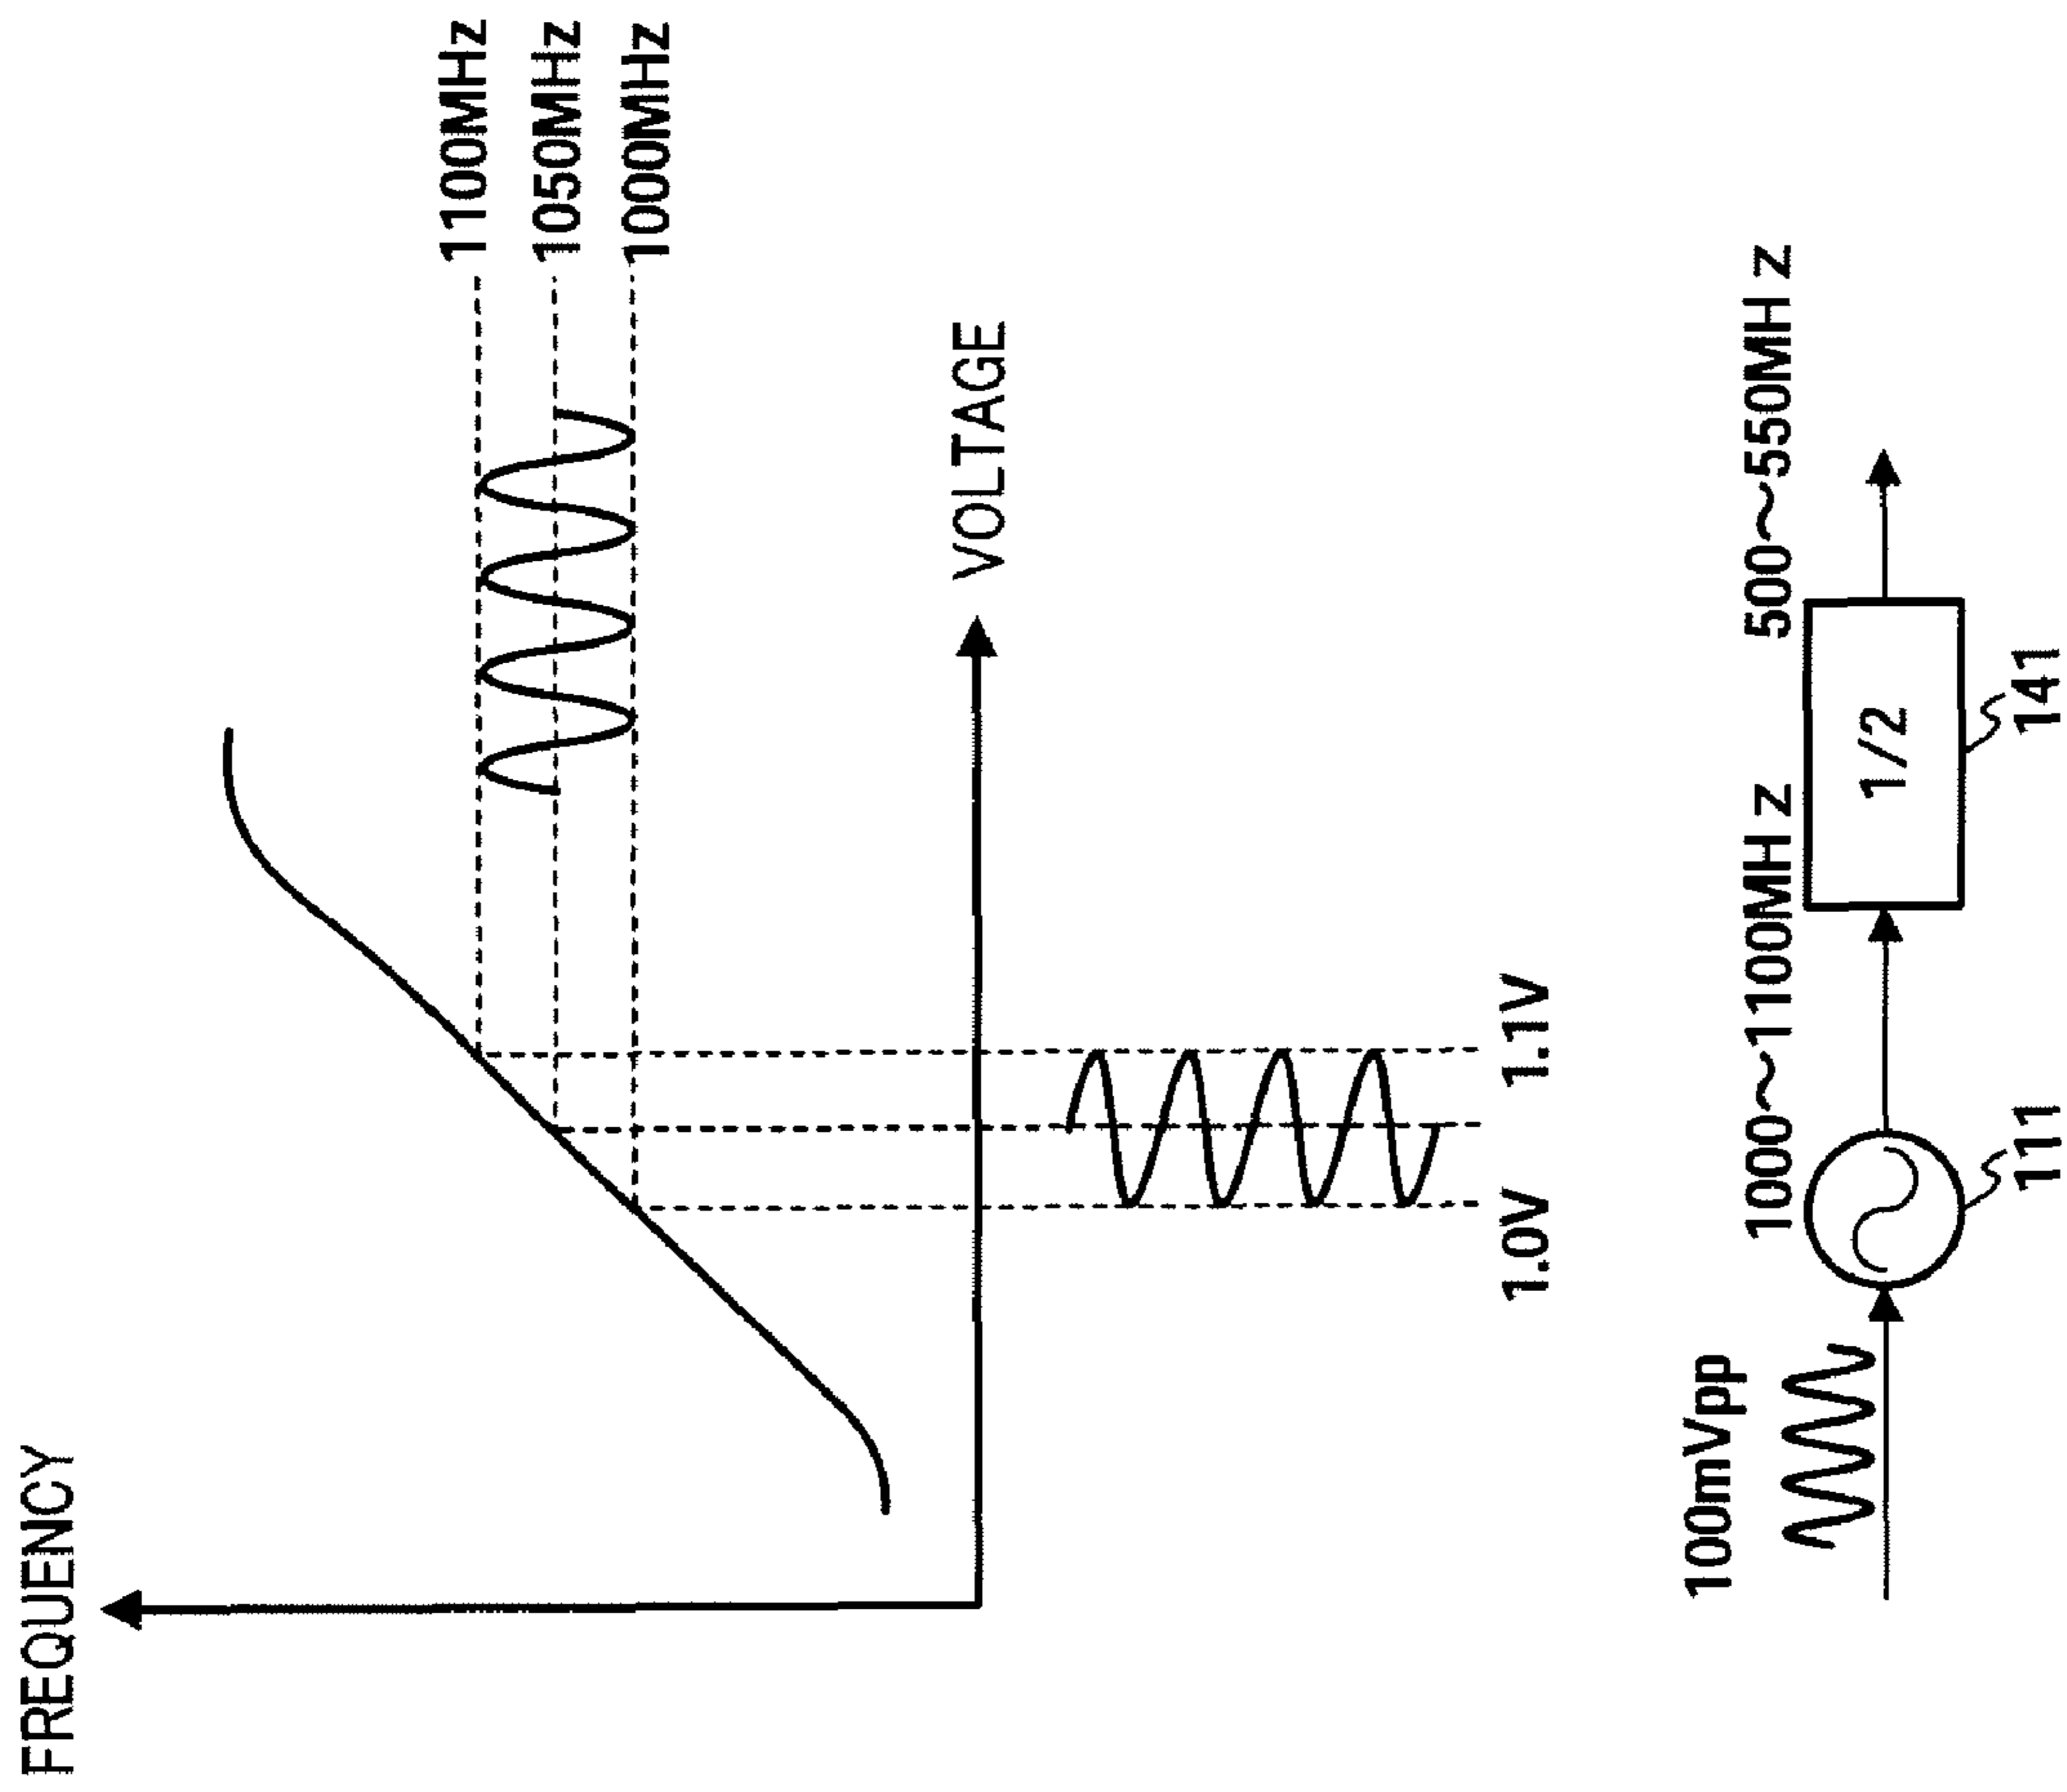 FREQUENCY
1100MHz
1050MHz
1000MHz
VOLTAGE
1.0V
1.1V
100mVpp
1000~1100MHz
500~550MHz
1/2
111
141